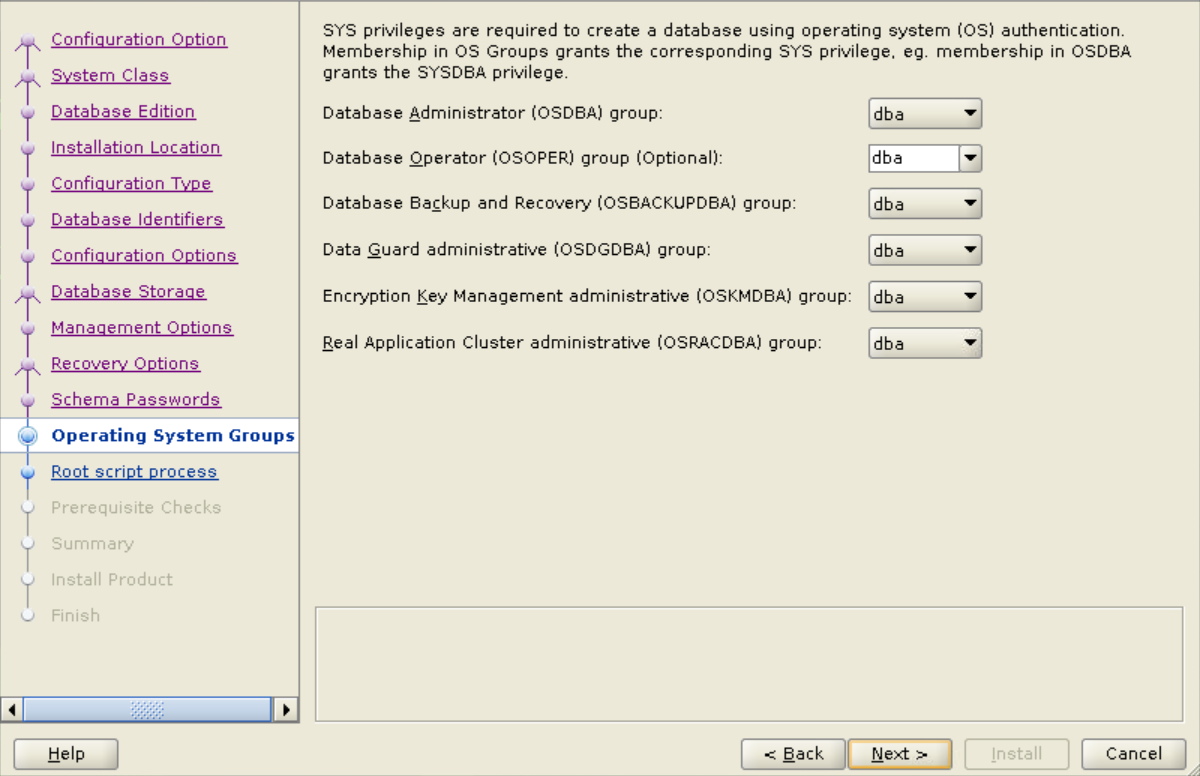 Configuration Option
System Class
Database Edition
Installation Location
Configuration Type
Database Identifiers
Configuration Options
Database Storage
Management Options
Recovery Options
Schema Passwords
Operating System Groups
Root script process
Prerequisite Checks
Summary
Install Product
Finish
SYS privileges are required to create a database using operating system (OS) authentication.
Membership in OS Groups grants the corresponding SYS privilege, eg. membership in OSDBA
grants the SYSDBA privilege.
Database Administrator (OSDBA) group: dba
Database Operator (OSOPER) group (Optional): dba
Database Backup and Recovery (OSBACKUPDBA) group: dba
Data Guard administrative (OSDGDBA) group: dba
Encryption Key Management administrative (OSKMDBA) group: dba
Real Application Cluster administrative (OSRACDBA) group: dba
Help < Back Next > Install Cancel